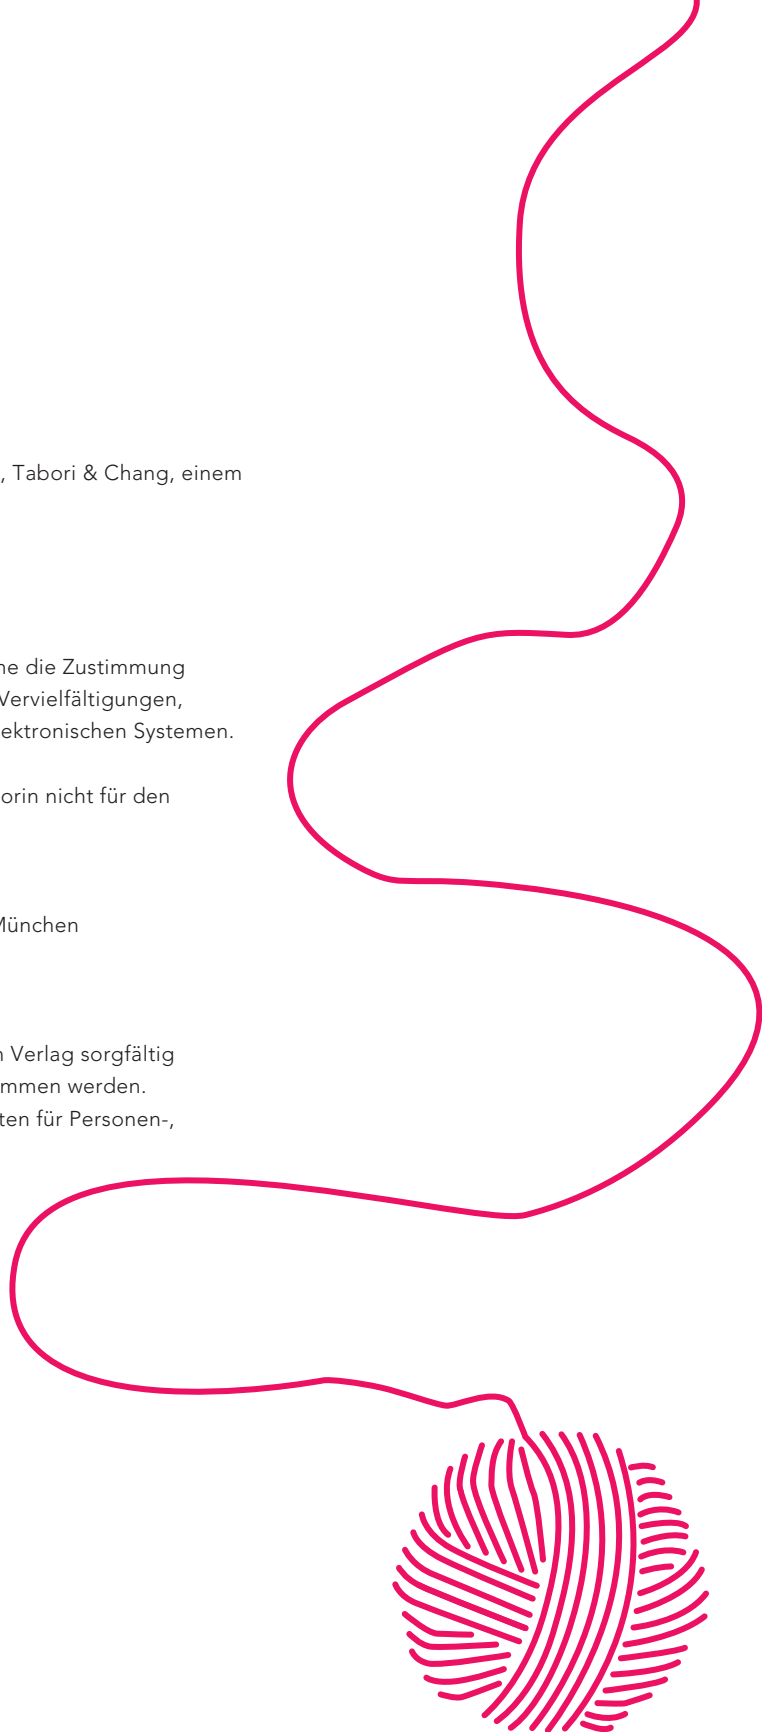 , Tabori & Chang, einem
ne die Zustimmung
Vervielfältigungen,
lektronischen Systemen.
orin nicht für den
München
n Verlag sorgfältig
mmen werden.
ten für Personen-,